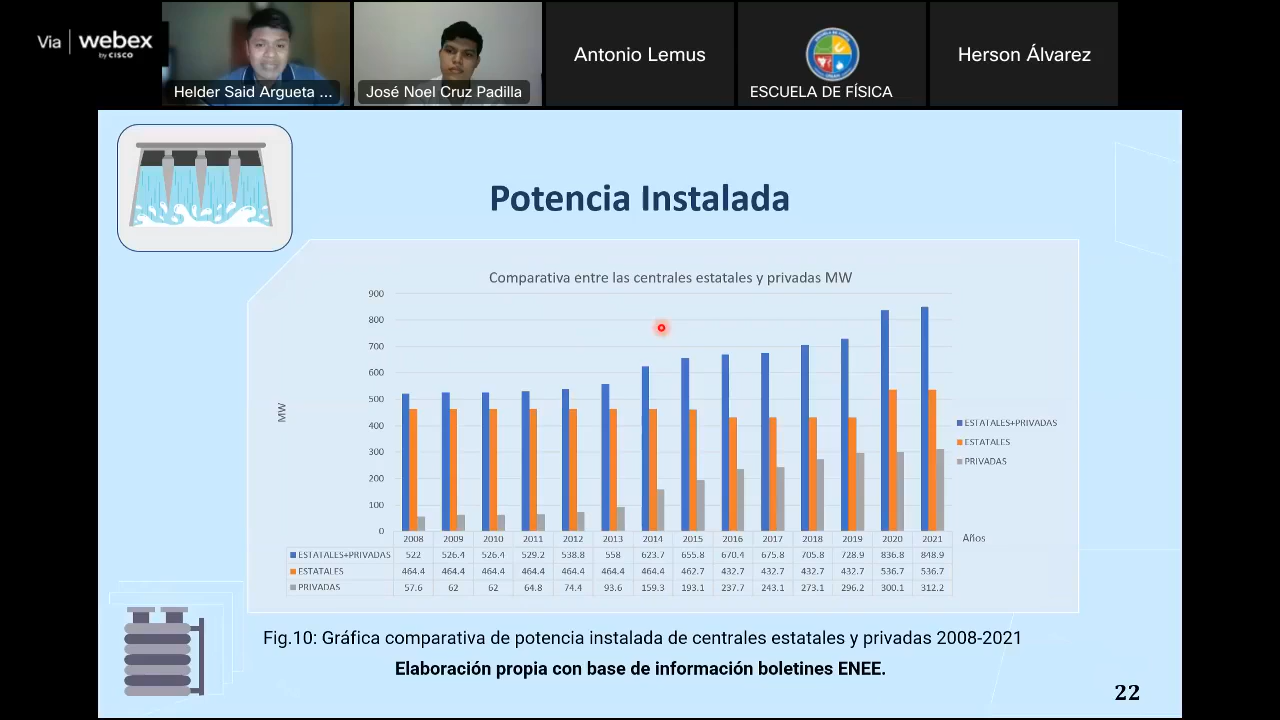 Via | webex
by CISCO
Helder Said Argueta ...
José Noel Cruz Padilla
Antonio Lemus
ESCUELA DE FÍSICA
Herson Álvarez
Potencia Instalada
Comparativa entre las centrales estatales y privadas MW
900
800
700
600
500
400
300
200
100
0
MW
ESTATALES+PRIVADAS
ESTATALES
PRIVADAS
2008 2009 2010 2011 2012 2013 2014 2015 2016 2017 2018 2019 2020 2021 Años
ESTATALES+PRIVADAS 522 526.4 526.4 529.2 538.8 558 623.7 655.8 670.4 675.8 705.8 728.9 836.8 848.9
ESTATALES 464.4 464.4 464.4 464.4 464.4 464.4 464.4 462.7 432.7 432.7 432.7 432.7 536.7 536.7
PRIVADAS 57.6 62 62 64.8 74.4 93.6 159.3 193.1 237.7 243.1 273.1 296.2 300.1 312.2
Fig.10: Gráfica comparativa de potencia instalada de centrales estatales y privadas 2008-2021
Elaboración propia con base de información boletines ENEE.
22